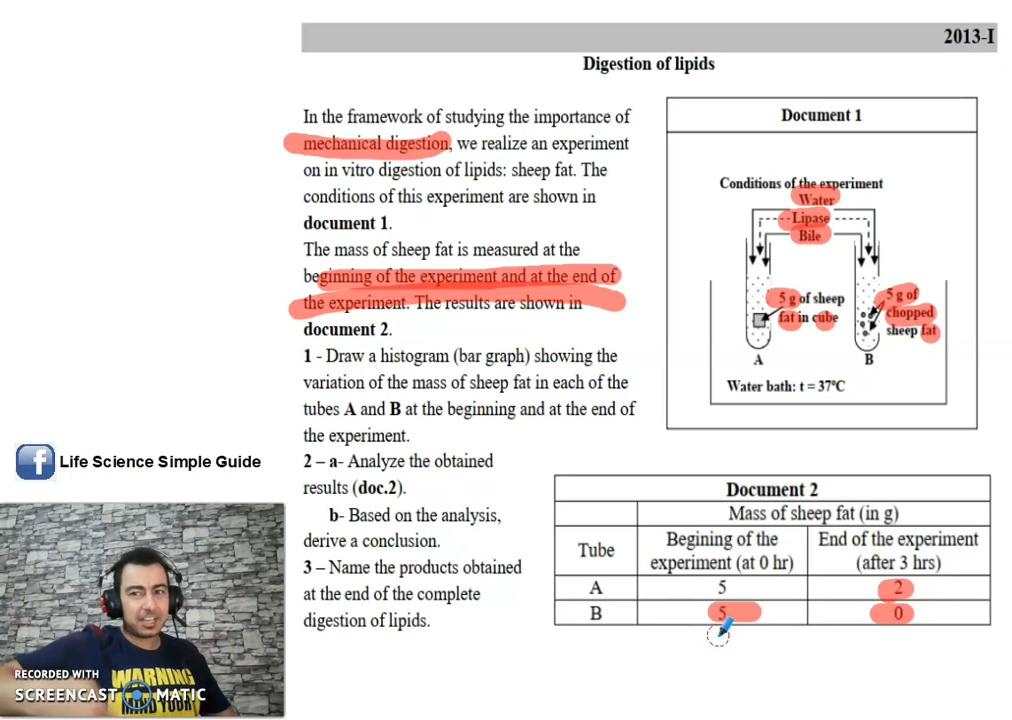 2013-I
Digestion of lipids
In the framework of studying the importance of
mechanical digestion, we realize an experiment
on in vitro digestion of lipids: sheep fat. The
conditions of this experiment are shown in
document 1.
The mass of sheep fat is measured at the
beginning of the experiment and at the end of
the experiment. The results are shown in
document 2.
1 - Draw a histogram (bar graph) showing the
variation of the mass of sheep fat in each of the
tubes A and B at the beginning and at the end of
the experiment.
2 – a- Analyze the obtained
results (doc.2).
b- Based on the analysis,
derive a conclusion.
3 – Name the products obtained
at the end of the complete
digestion of lipids.
Document 1
Conditions of the experiment
Water
Lipase
Bile
5 g of sheep
fat in cube
5 g of
chopped
sheep fat
A
B
Water bath: t = 37°C
Document 2
Mass of sheep fat (in g)
Tube
Begining of the
experiment (at 0 hr)
End of the experiment
(after 3 hrs)
A 5 2
B 5 0
f Life Science Simple Guide
WARNING
RECORDED WITH
SCREENCAST MATIC